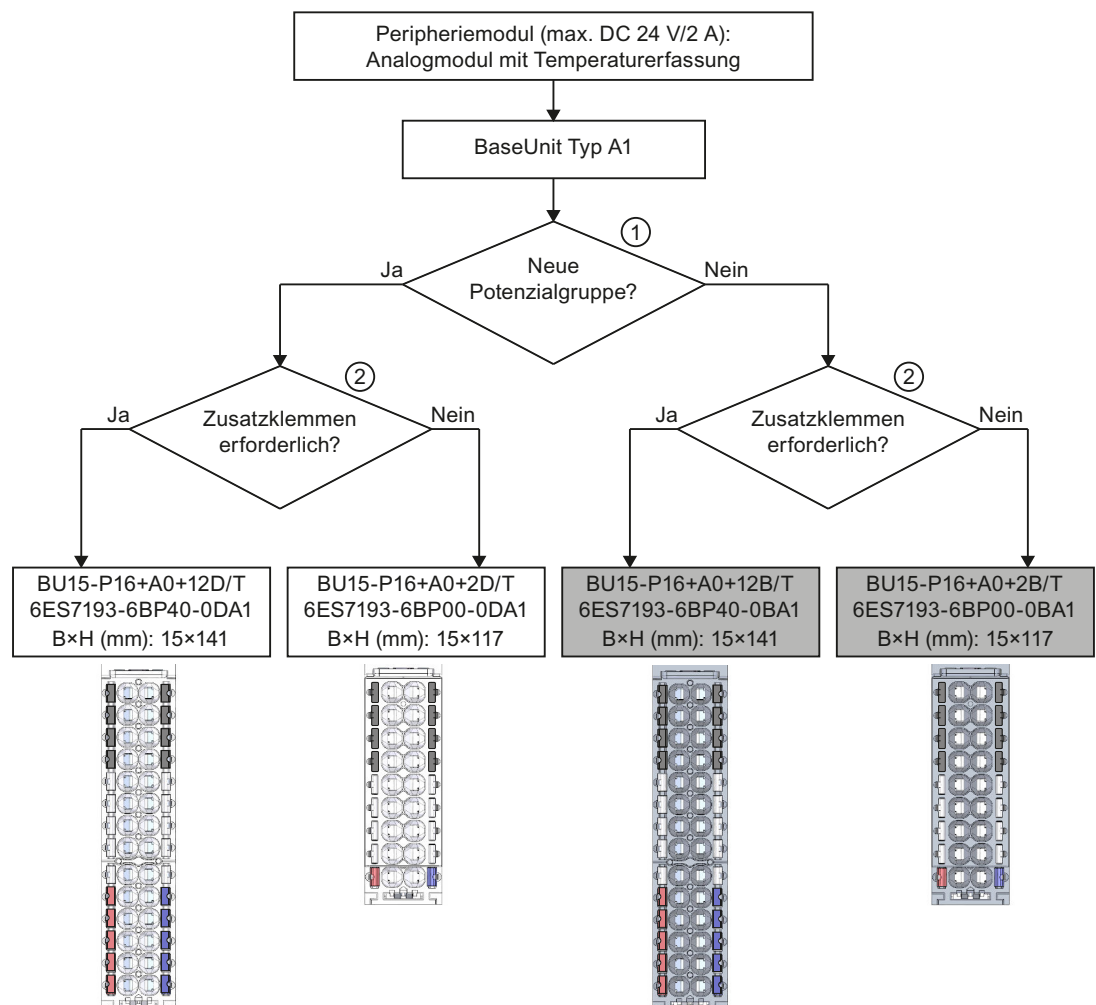 Peripheriemodul (max. DC 24 V/2 A):
Analogmodul mit Temperaturerfassung
BaseUnit Typ A1
1
Ja
Neue
Potenzialgruppe?
Nein
2
Ja
Zusatzklemmen
erforderlich?
Nein
2
Ja
Zusatzklemmen
erforderlich?
Nein
BU15-P16+A0+12D/T
6ES7193-6BP40-0DA1
B×H (mm): 15×141
BU15-P16+A0+2D/T
6ES7193-6BP00-0DA1
B×H (mm): 15×117
BU15-P16+A0+12B/T
6ES7193-6BP40-0BA1
B×H (mm): 15×141
BU15-P16+A0+2B/T
6ES7193-6BP00-0BA1
B×H (mm): 15×117